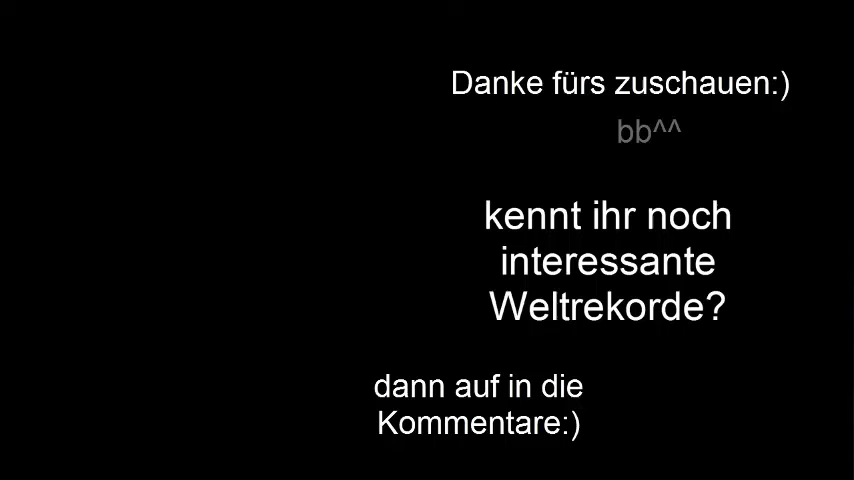 Danke fürs zuschauen:)
bb^^
kennt ihr noch
interessante
Weltrekorde?
dann auf in die
Kommentare:)